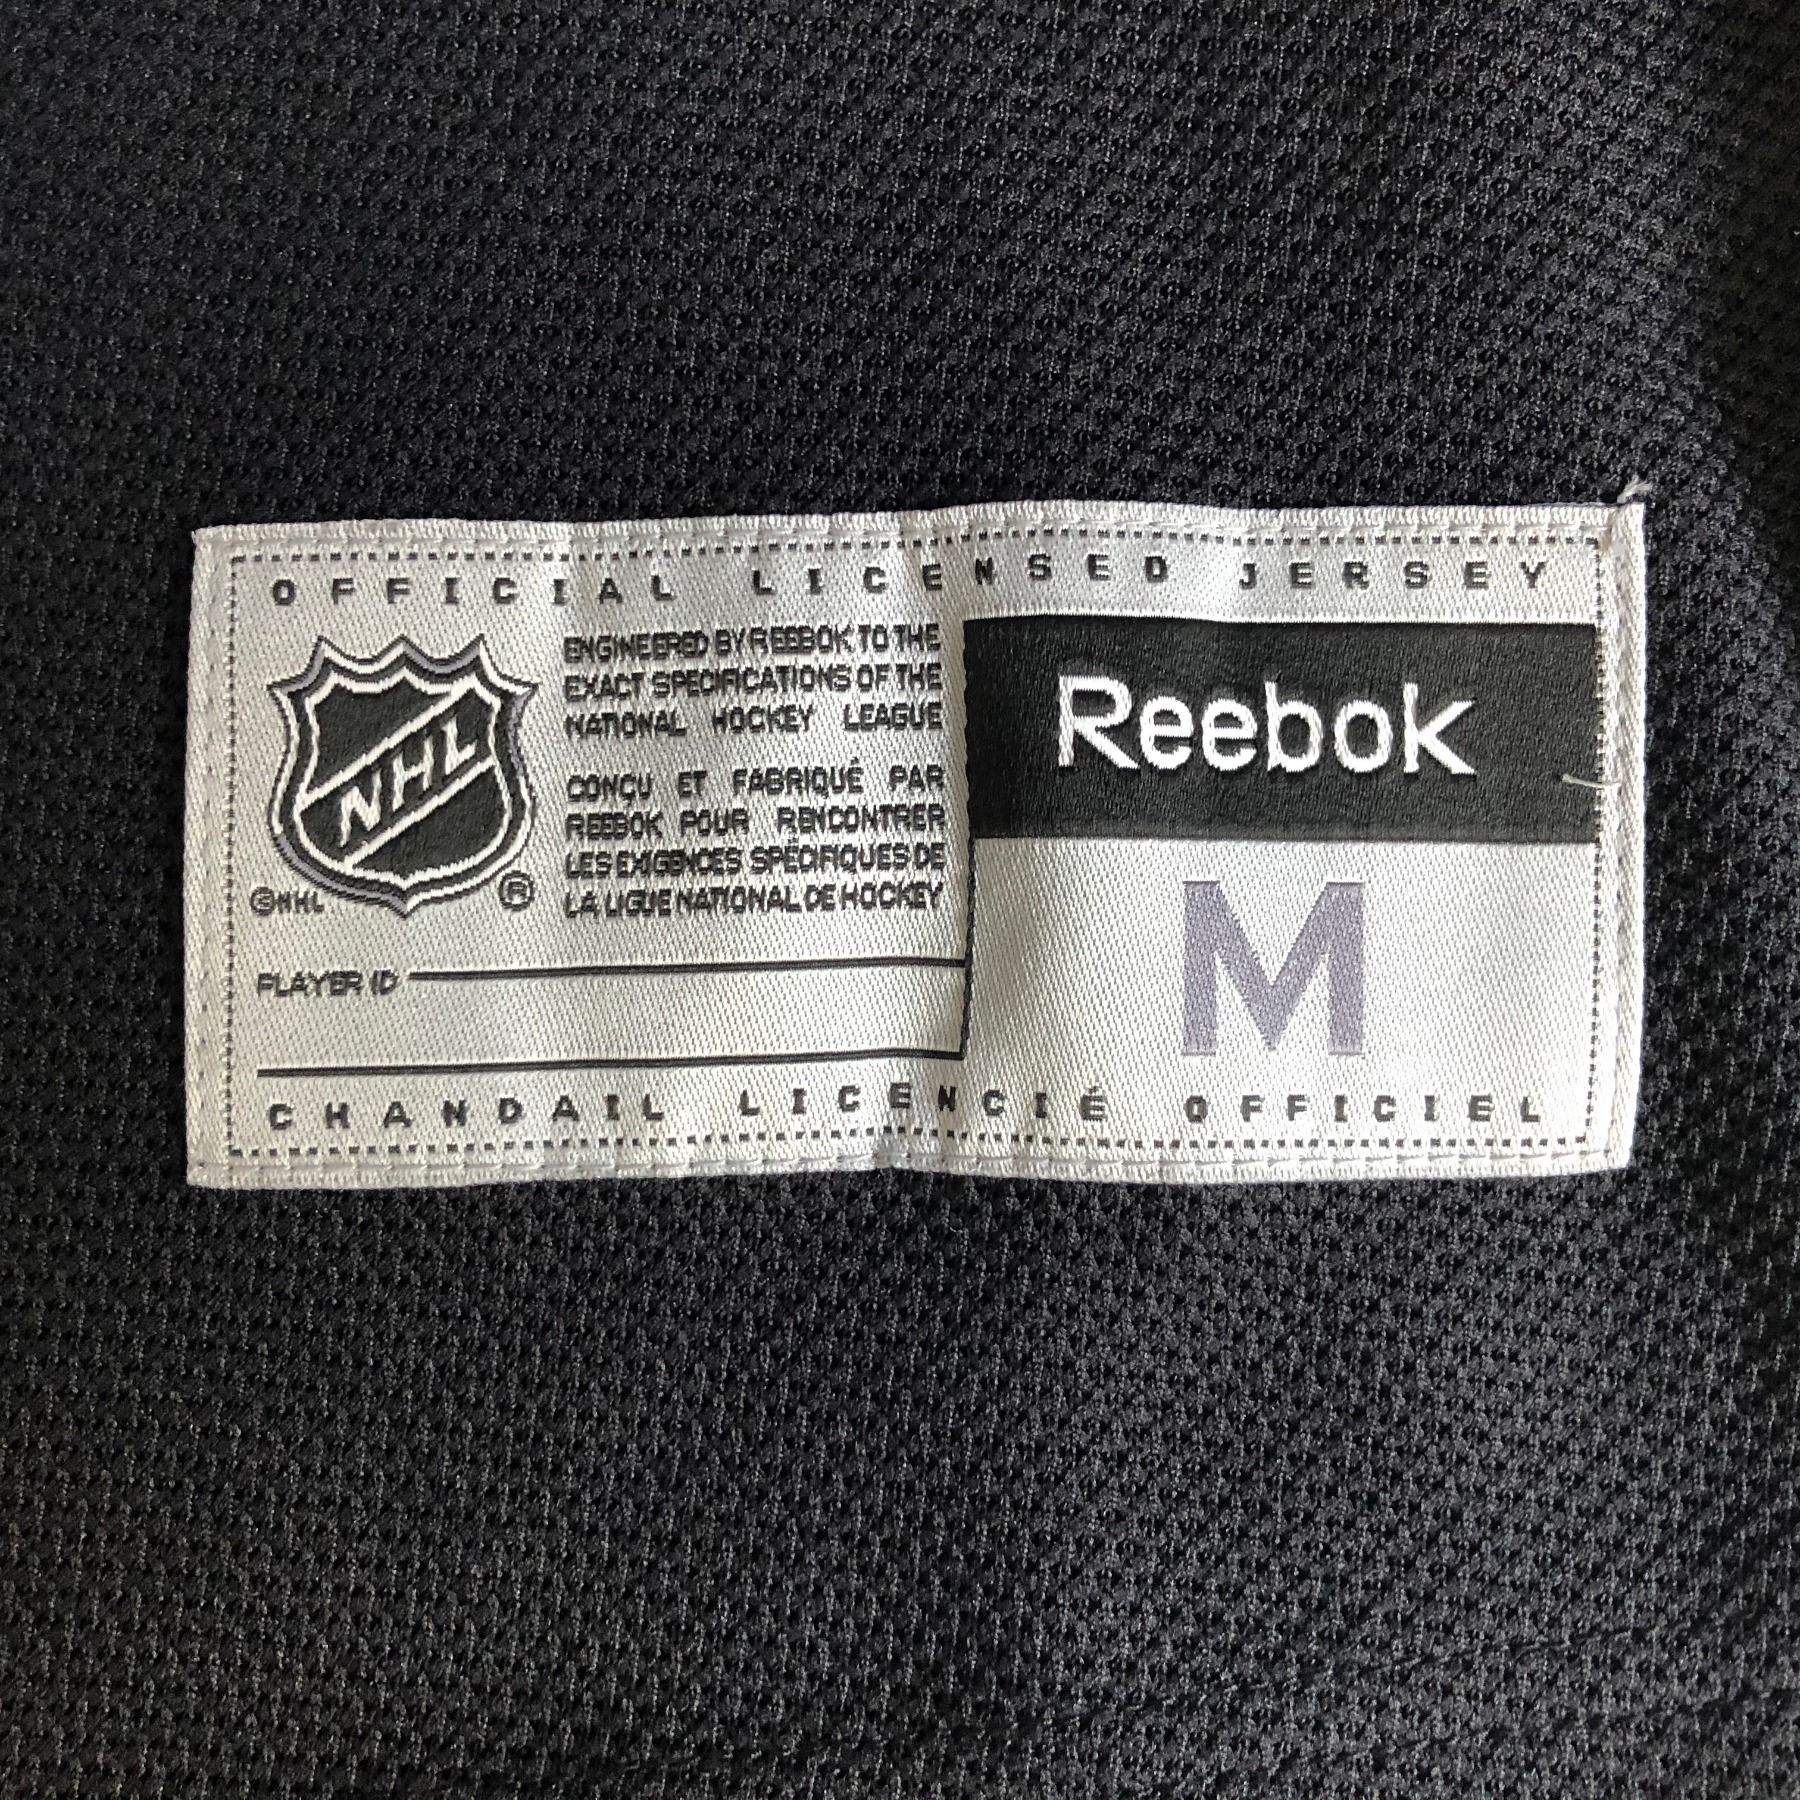 OFFICIAL LICENSED JERSEY
NHL
©NHL ®
ENGINEERED BY REEBOK TO THE
EXACT SPECIFICATIONS OF THE
NATIONAL HOCKEY LEAGUE
CONÇU ET FABRIQUÉ PAR
REEBOK POUR RENCONTRER
LES EXIGENCES SPÉCIFIQUES DE
LA LIGUE NATIONAL DE HOCKEY
Reebok
M
PLAYER ID
CHANDAIL LICENCIÉ OFFICIEL